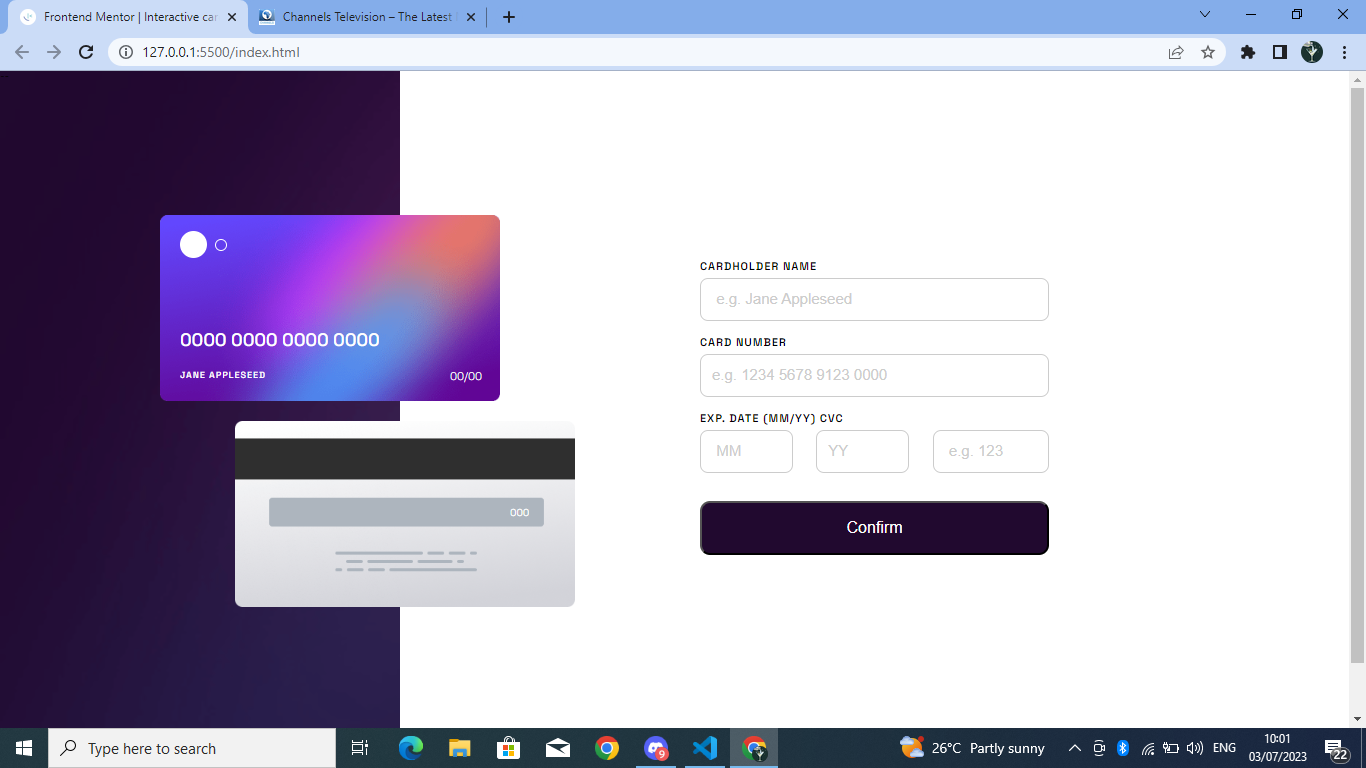 Frontend Mentor | Interactive car
Channels Television – The Latest
127.0.0.1:5500/index.html
0000 0000 0000 0000
JANE APPLESEED
00/00
000
CARDHOLDER NAME
e.g. Jane Appleseed
CARD NUMBER
e.g. 1234 5678 9123 0000
EXP. DATE (MM/YY) CVC
MM
YY
e.g. 123
Confirm
Type here to search
9
26°C Partly sunny
ENG
10:01
03/07/2023
22